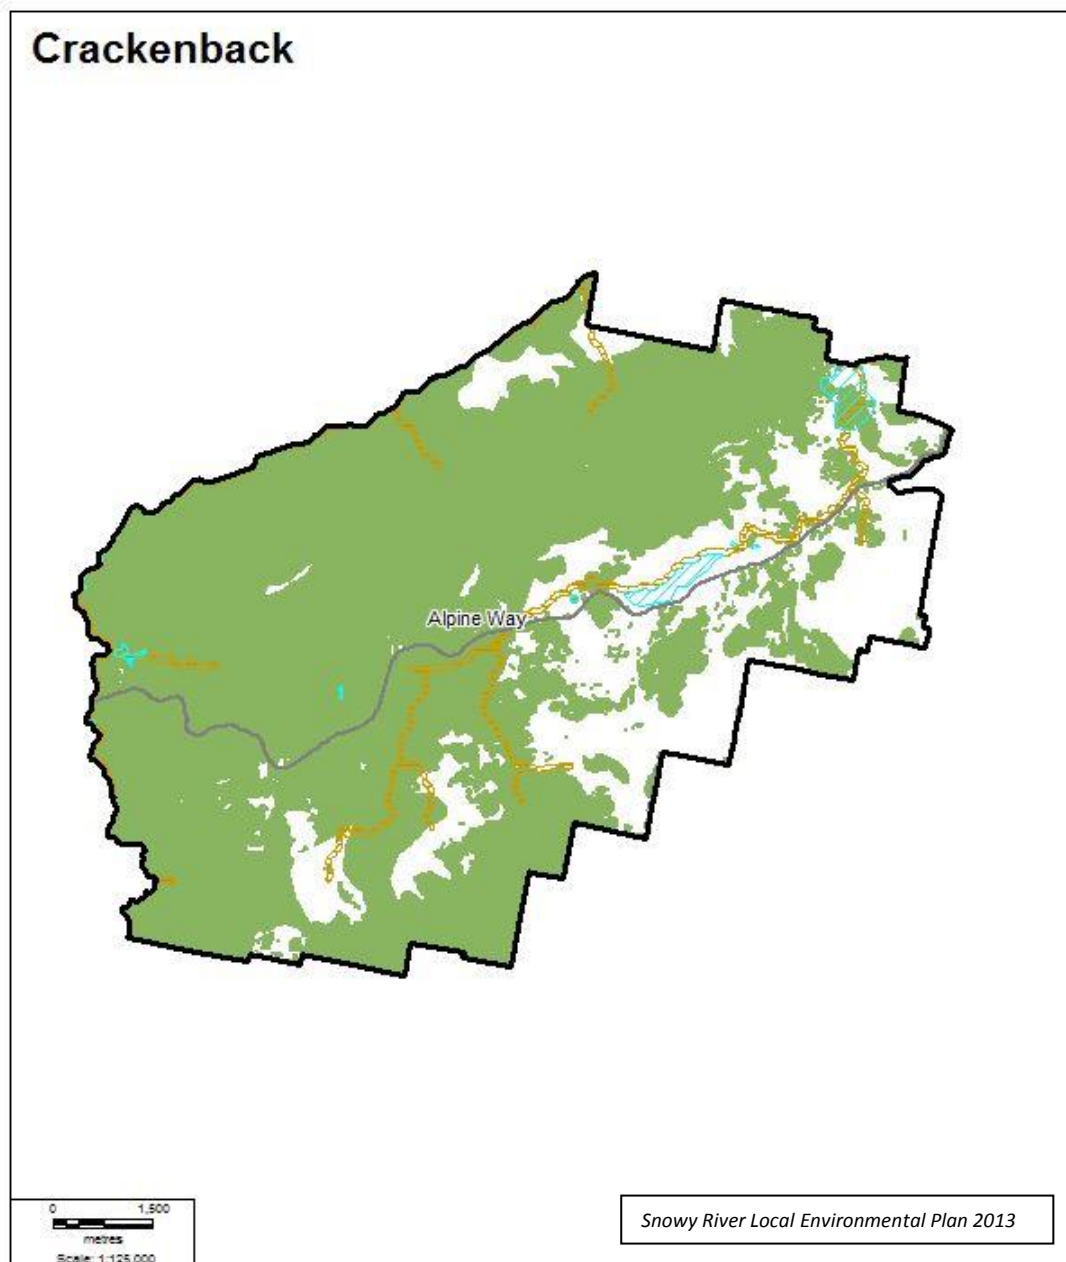 Crackenback
Alpine Way
0 1,500
metres
Scale: 1:125,000
Snowy River Local Environmental Plan 2013